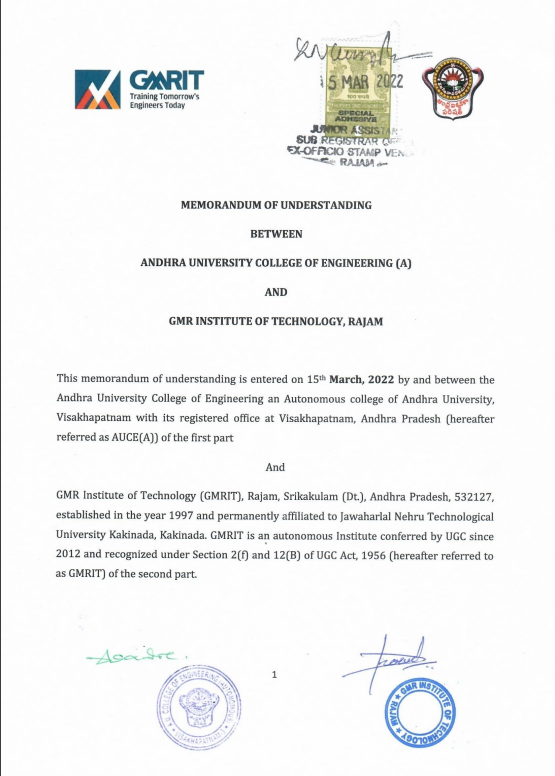 GMRIT
Training Tomorrow's
Engineers Today
15 MAR 2022
SPECIAL
ADHESIVE
JUNIOR ASSISTAN
SUB REGISTRAR
EX-OFFICIO STAMP VEN
RAJAM
MEMORANDUM OF UNDERSTANDING
BETWEEN
ANDHRA UNIVERSITY COLLEGE OF ENGINEERING (A)
AND
GMR INSTITUTE OF TECHNOLOGY, RAJAM
This memorandum of understanding is entered on 15th March, 2022 by and between the
Andhra University College of Engineering an Autonomous college of Andhra University,
Visakhapatnam with its registered office at Visakhapatnam, Andhra Pradesh (hereafter
referred as AUCE(A)) of the first part
And
GMR Institute of Technology (GMRIT), Rajam, Srikakulam (Dt.), Andhra Pradesh, 532127,
established in the year 1997 and permanently affiliated to Jawaharlal Nehru Technological
University Kakinada, Kakinada. GMRIT is an autonomous Institute conferred by UGC since
2012 and recognized under Section 2(f) and 12(B) of UGC Act, 1956 (hereafter referred to
as GMRIT) of the second part.
1
COLLEGE OF ENGINEERING
VISAKHAPATNAM
GMR INSTITUTE OF TECHNOLOGY
RAJAM